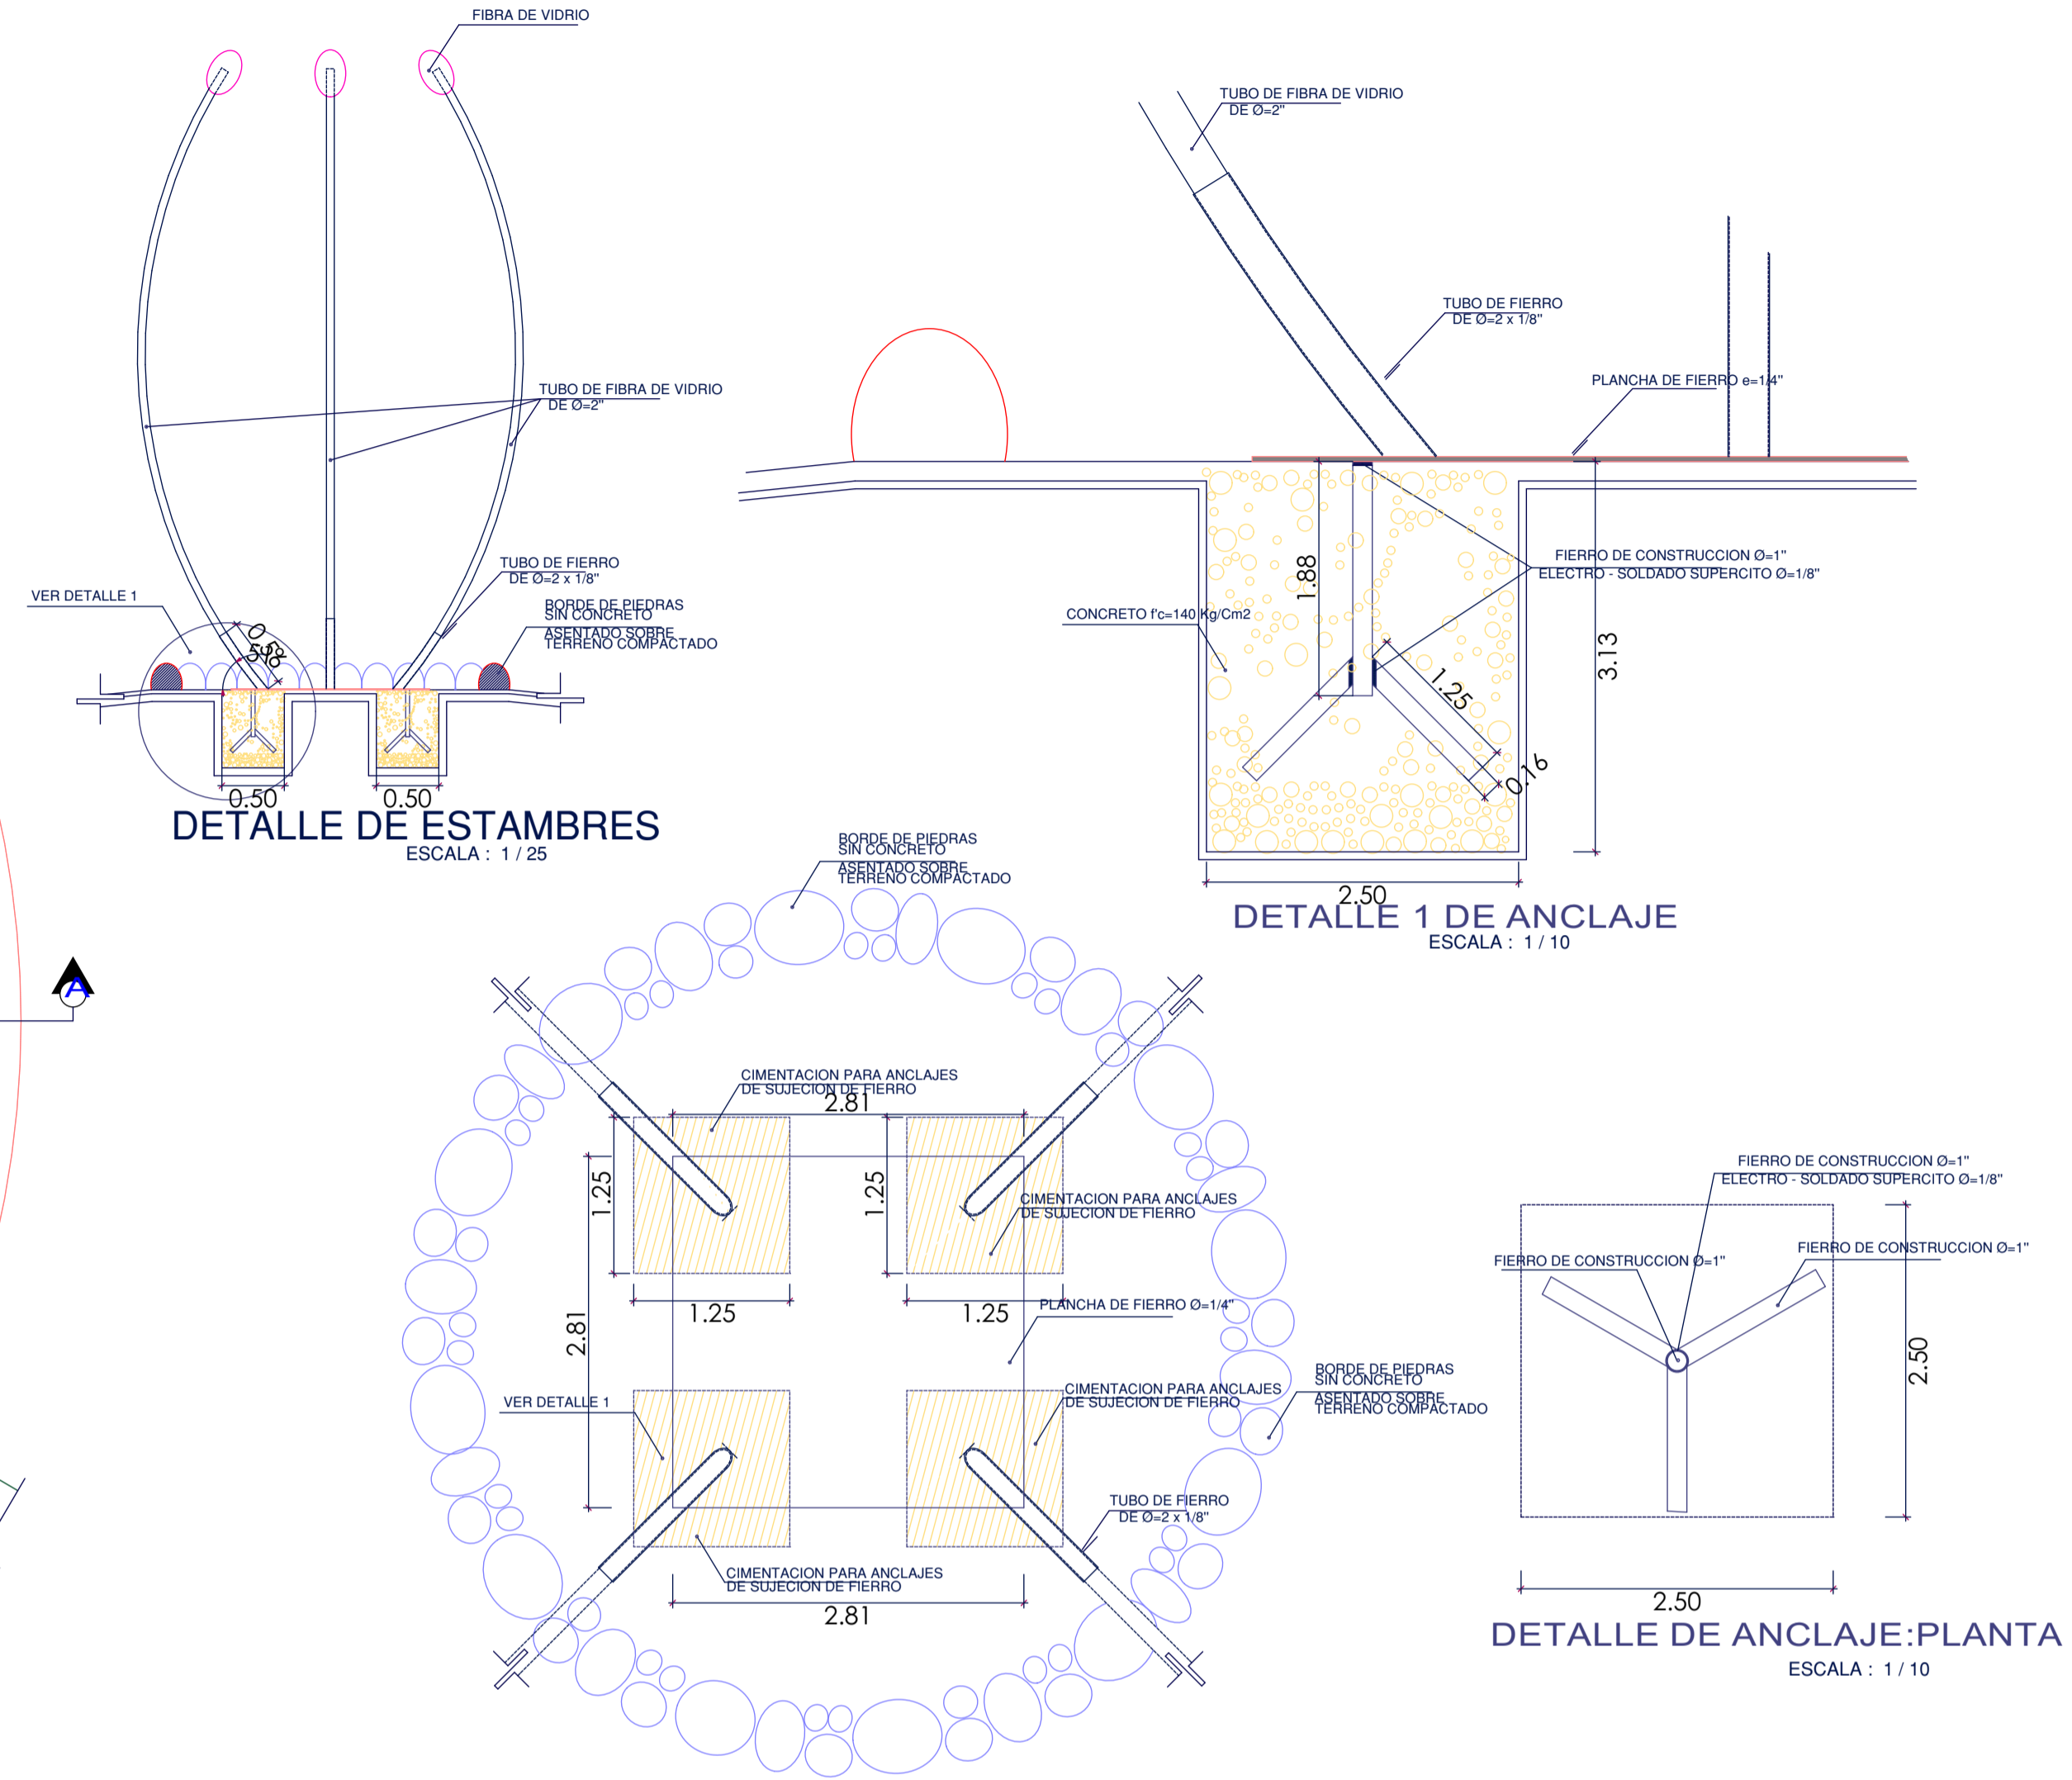 FIBRA DE VIDRIO
TUBO DE FIBRA DE VIDRIO
DE Ø=2"
TUBO DE FIERRO
DE Ø=2 x 1/8"
VER DETALLE 1
BORDE DE PIEDRAS
SIN CONCRETO
ASENTADO SOBRE
TERRENO COMPACTADO
0.50
0.50
DETALLE DE ESTAMBRES
ESCALA : 1 / 25
TUBO DE FIBRA DE VIDRIO
DE Ø=2"
TUBO DE FIERRO
DE Ø=2 x 1/8"
PLANCHA DE FIERRO e=1/4"
FIERRO DE CONSTRUCCION Ø=1"
ELECTRO - SOLDADO SUPERCITO Ø=1/8"
CONCRETO f'c=140 Kg/Cm2
1.88
3.13
1.25
0.16
2.50
DETALLE 1 DE ANCLAJE
ESCALA : 1 / 10
A
BORDE DE PIEDRAS
SIN CONCRETO
ASENTADO SOBRE
TERRENO COMPACTADO
CIMENTACION PARA ANCLAJES
DE SUJECION DE FIERRO
2.81
1.25
1.25
CIMENTACION PARA ANCLAJES
DE SUJECION DE FIERRO
1.25
1.25
PLANCHA DE FIERRO Ø=1/4"
2.81
VER DETALLE 1
CIMENTACION PARA ANCLAJES
DE SUJECION DE FIERRO
BORDE DE PIEDRAS
SIN CONCRETO
ASENTADO SOBRE
TERRENO COMPACTADO
TUBO DE FIERRO
DE Ø=2 x 1/8"
CIMENTACION PARA ANCLAJES
DE SUJECION DE FIERRO
2.81
FIERRO DE CONSTRUCCION Ø=1"
ELECTRO - SOLDADO SUPERCITO Ø=1/8"
FIERRO DE CONSTRUCCION Ø=1"
FIERRO DE CONSTRUCCION Ø=1"
2.50
2.50
DETALLE DE ANCLAJE:PLANTA
ESCALA : 1 / 10